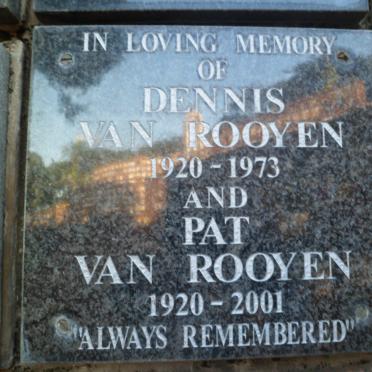 IN LOVING MEMORY
OF
DENNIS
VAN ROOYEN
1920 - 1973
AND
PAT
VAN ROOYEN
1920 - 2001
"ALWAYS REMEMBERED"